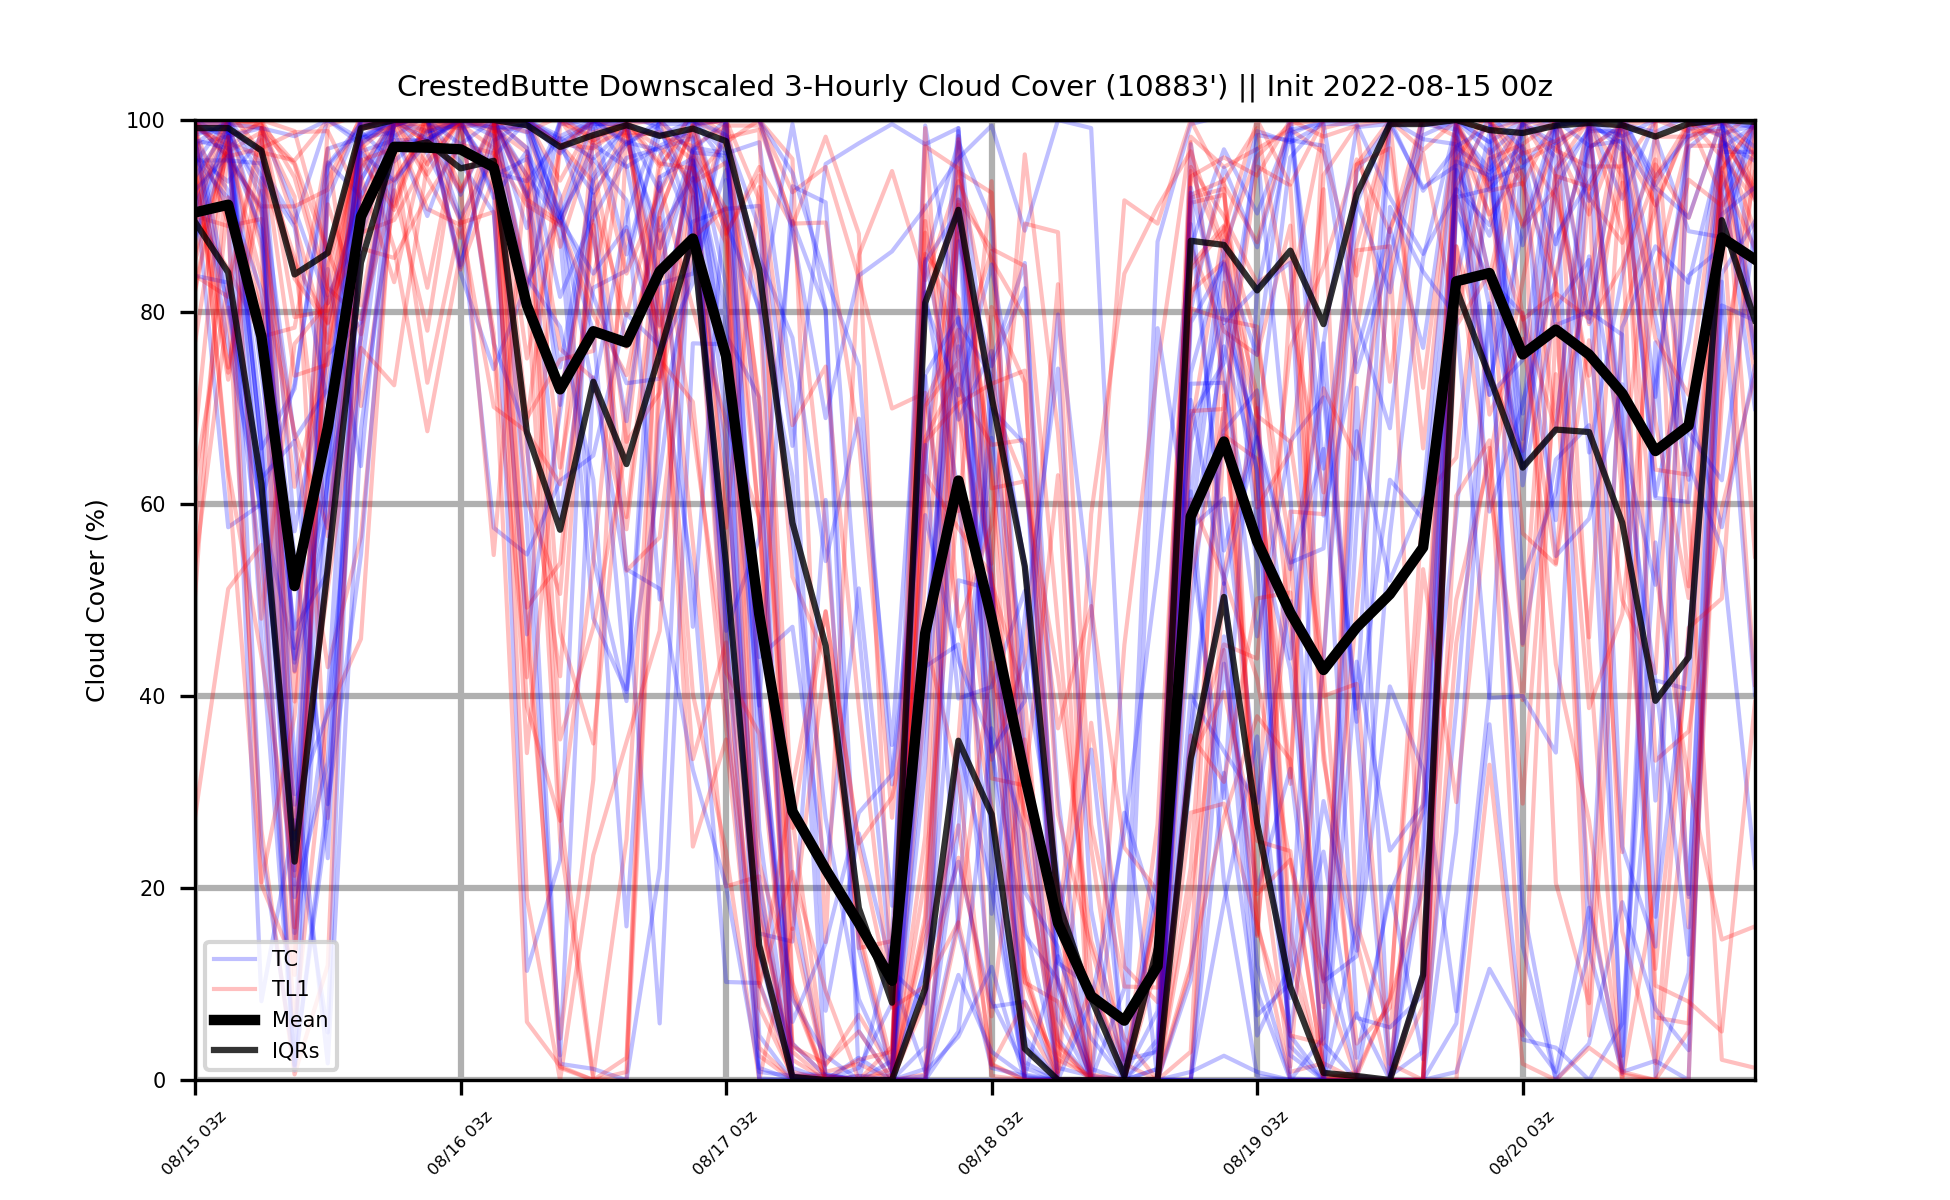 CrestedButte Downscaled 3-Hourly Cloud Cover (10883') || Init 2022-08-15 00z
Cloud Cover (%)
100
80
60
40
20
0
TC
TL1
Mean
IQRs
08/15 03z
08/16 03z
08/17 03z
08/18 03z
08/19 03z
08/20 03z